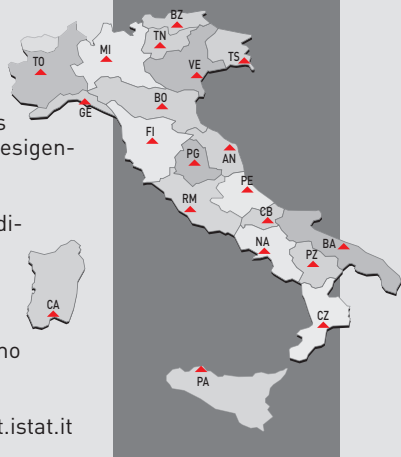 BZ
TN
MI
TS
VE
TO
BO
GE
s
FI
esigen-
AN
PG
PE
RM
CB
di-
BA
NA
PZ
CA
CZ
no
PA
t.istat.it